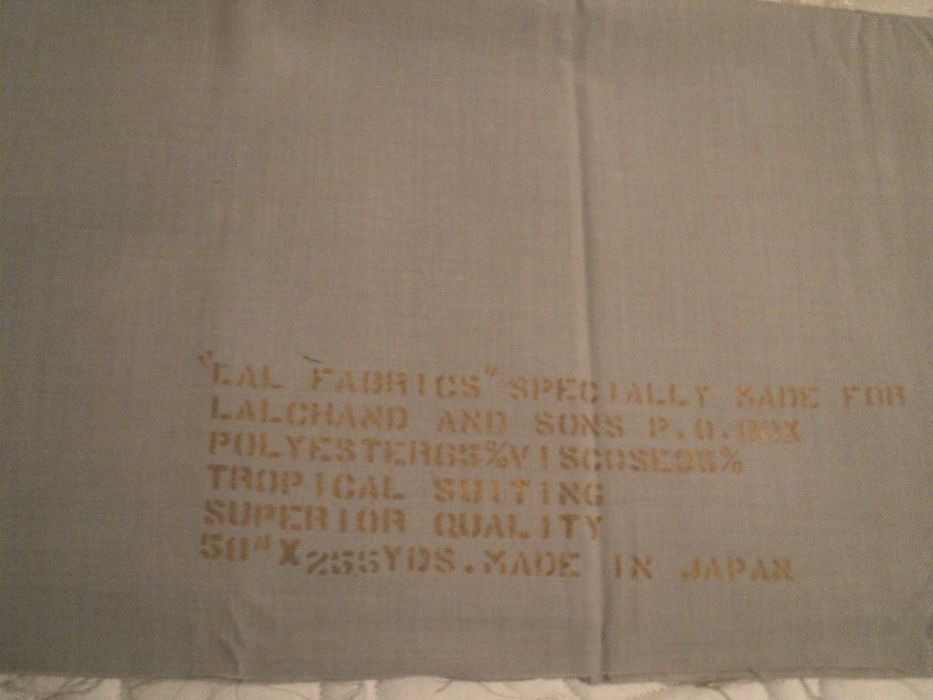 "LAL FABRICS" SPECIALLY MADE FOR
LALCHAND AND SONS P.O.BOX
POLYESTER65%VISCOSE35%
TROPICAL SUITING
SUPERIOR QUALITY
58" X YDS.MADE IN JAPAN